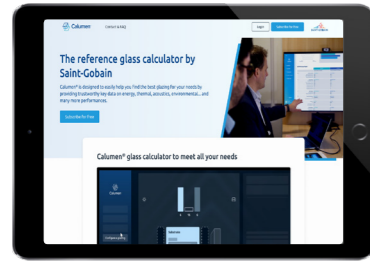 Calumen
Contact & FAQ
Login
Subscribe for free
SAINT-GOBAIN
The reference glass calculator by
Saint-Gobain
Calumen® is designed to easily help you find the best glazing for your needs by
providing trustworthy key data on energy, thermal, acoustics, environmental... and
many more performances.
Subscribe for free
Calumen® glass calculator to meet all your needs
Calumen
Configure glazing